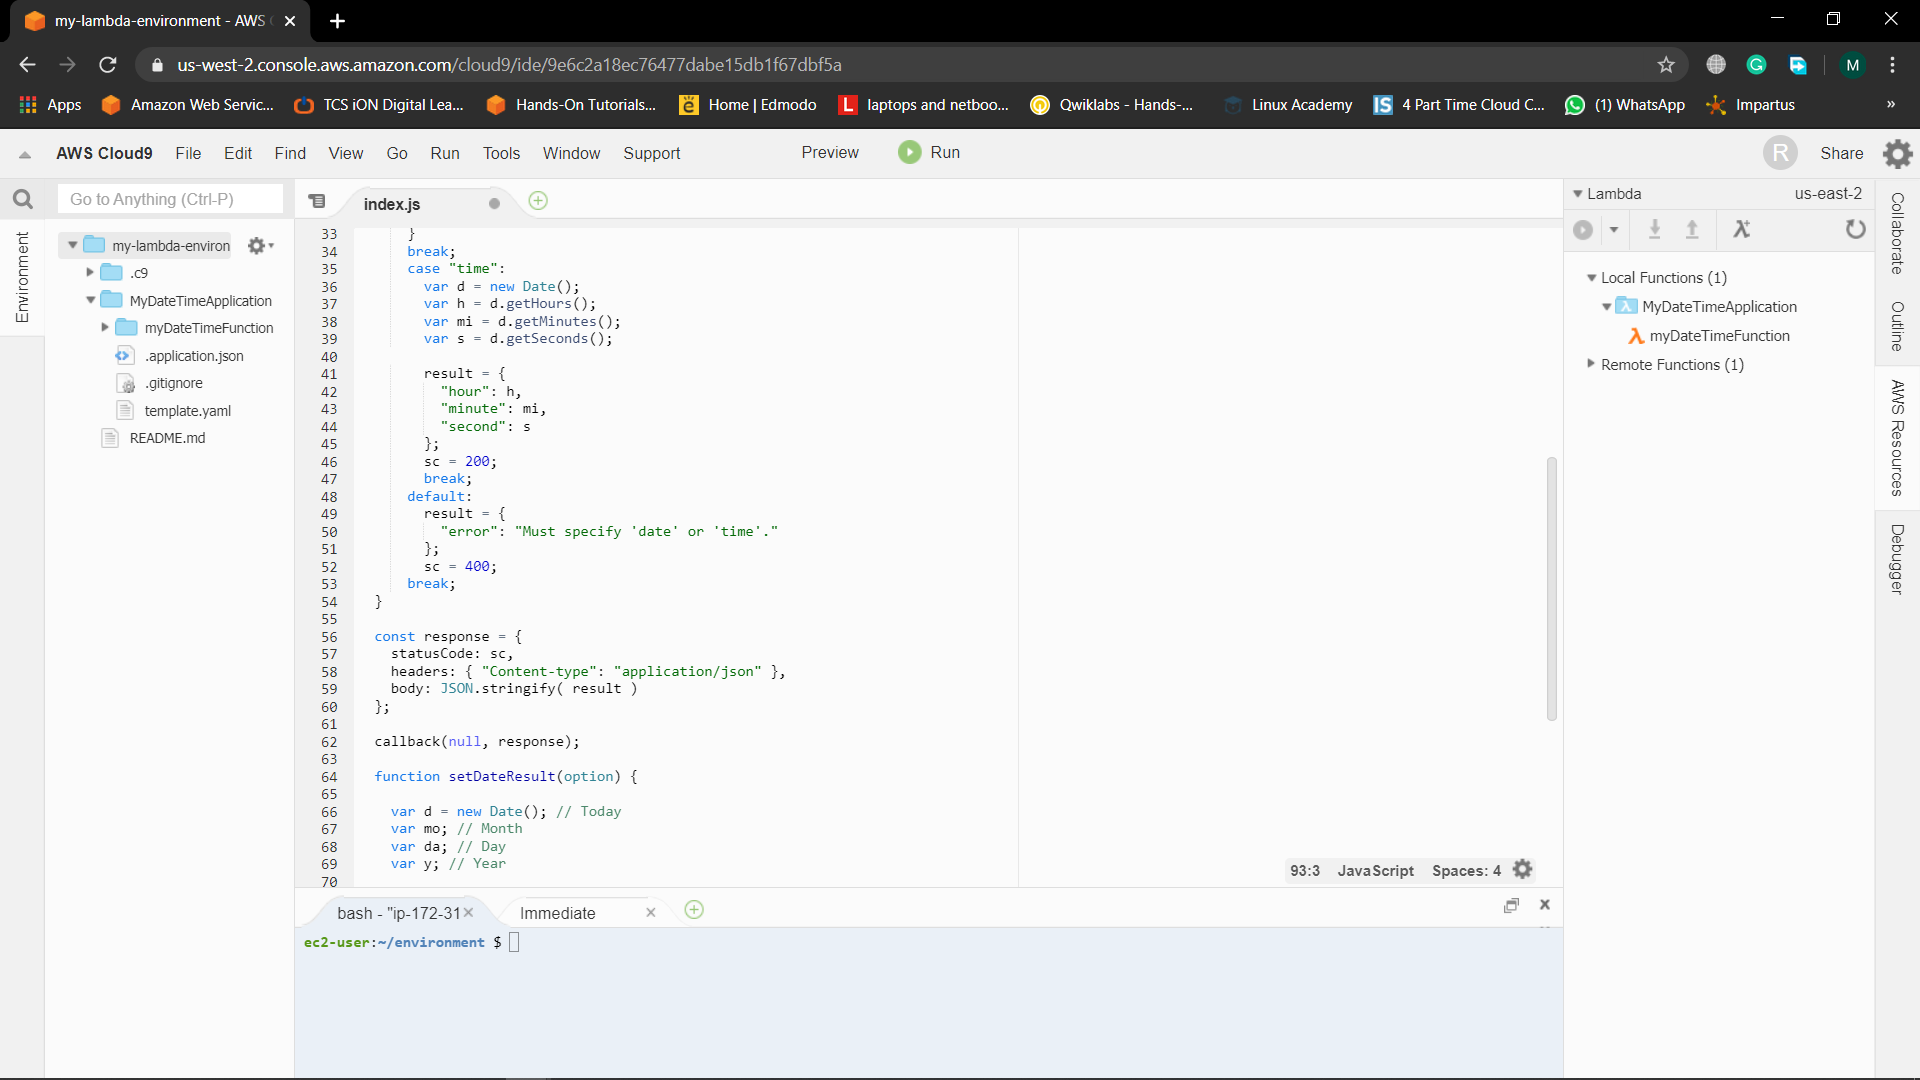 my-lambda-environment - AWS C
us-west-2.console.aws.amazon.com/cloud9/ide/9e6c2a18ec76477dabe15db1f67dbf5a
M
Apps Amazon Web Servic... TCS iON Digital Lea... Hands-On Tutorials... Home | Edmodo laptops and netboo... Qwiklabs - Hands-... Linux Academy 4 Part Time Cloud C... (1) WhatsApp Impartus »
AWS Cloud9 File Edit Find View Go Run Tools Window Support Preview Run R Share
Go to Anything (Ctrl-P)
index.js
Environment
my-lambda-environ
.c9
MyDateTimeApplication
myDateTimeFunction
.application.json
.gitignore
template.yaml
README.md
33 }
34 break;
35 case "time":
36 var d = new Date();
37 var h = d.getHours();
38 var mi = d.getMinutes();
39 var s = d.getSeconds();
40
41 result = {
42 "hour": h,
43 "minute": mi,
44 "second": s
45 };
46 sc = 200;
47 break;
48 default:
49 result = {
50 "error": "Must specify 'date' or 'time'."
51 };
52 sc = 400;
53 break;
54 }
55
56 const response = {
57 statusCode: sc,
58 headers: { "Content-type": "application/json" },
59 body: JSON.stringify( result )
60 };
61
62 callback(null, response);
63
64 function setDateResult(option) {
65
66 var d = new Date(); // Today
67 var mo; // Month
68 var da; // Day
69 var y; // Year
70
93:3 JavaScript Spaces: 4
bash - "ip-172-31 Immediate
ec2-user:~/environment $
Lambda us-east-2
Local Functions (1)
MyDateTimeApplication
myDateTimeFunction
Remote Functions (1)
Collaborate
Outline
AWS Resources
Debugger